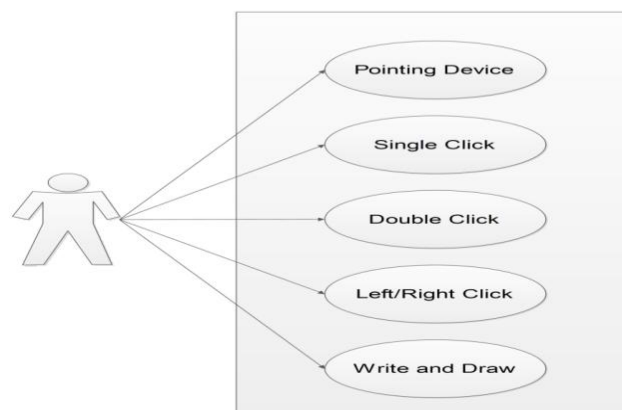 Pointing Device
Single Click
Double Click
Left/Right Click
Write and Draw